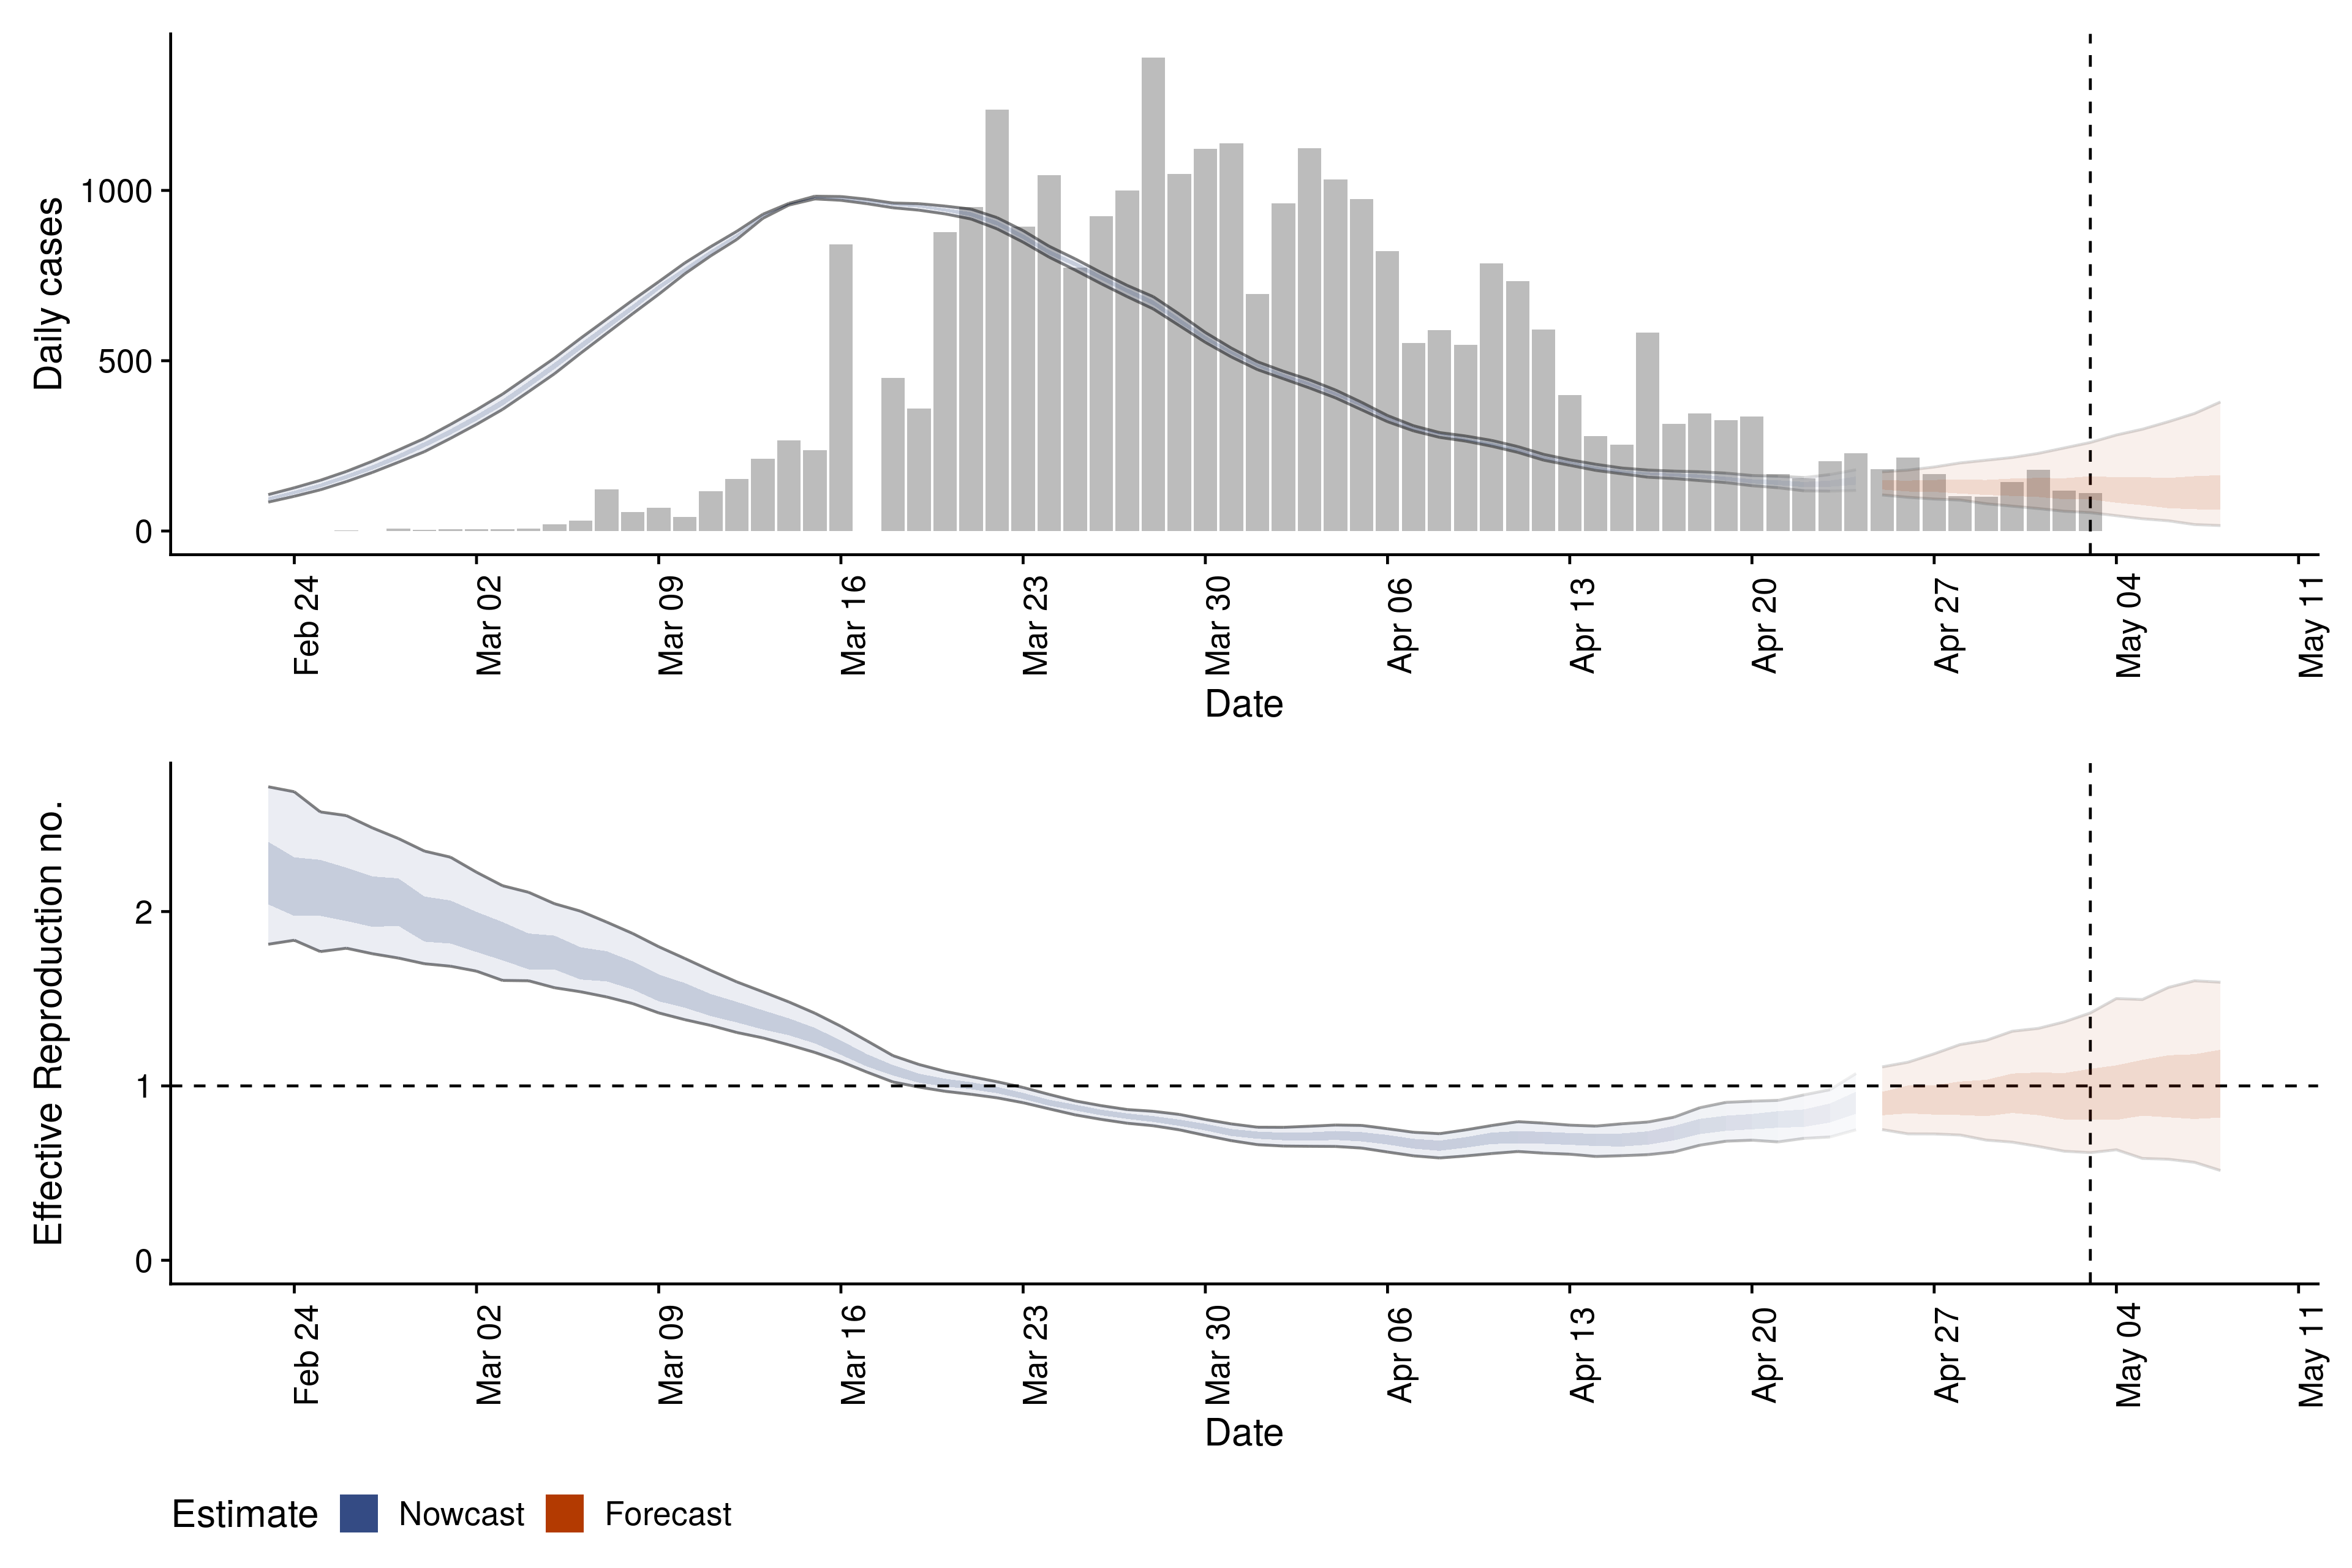 Daily cases
1000
500
0
Feb 24
Mar 02
Mar 09
Mar 16
Mar 23
Mar 30
Apr 06
Apr 13
Apr 20
Apr 27
May 04
May 11
Date
Effective Reproduction no.
2
1
0
Feb 24
Mar 02
Mar 09
Mar 16
Mar 23
Mar 30
Apr 06
Apr 13
Apr 20
Apr 27
May 04
May 11
Date
Estimate Nowcast Forecast